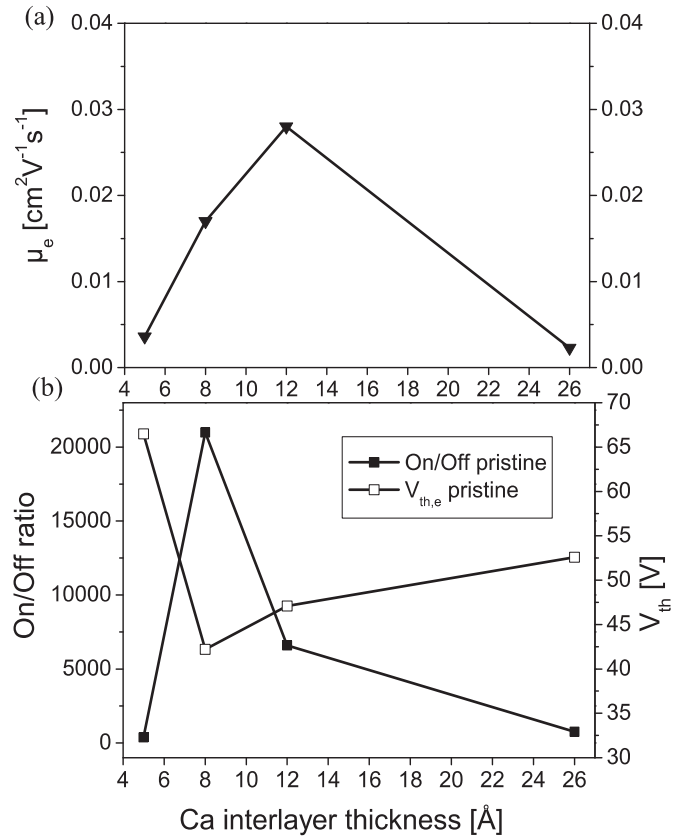 (a)
0.04
0.03
0.02
0.01
0.00
μe [cm2V-1s-1]
0.04
0.03
0.02
0.01
0.00
4 6 8 10 12 14 16 18 20 22 24 26
(b)
20000
15000
10000
5000
0
On/Off ratio
On/Off pristine
Vth,e pristine
70
65
60
55
50
45
40
35
30
Vth [V]
4 6 8 10 12 14 16 18 20 22 24 26
Ca interlayer thickness [Å]